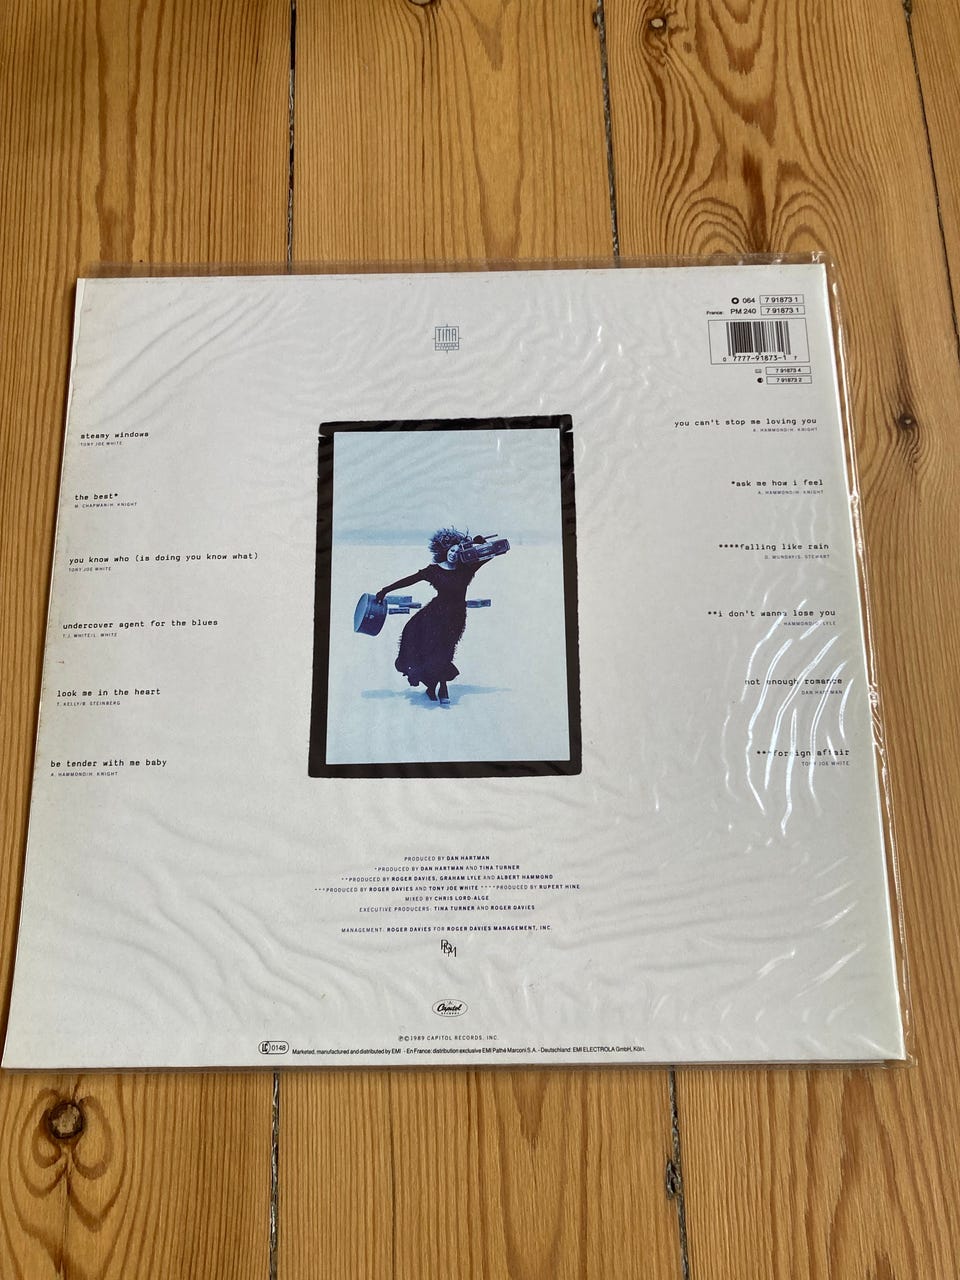 064 7 91873 1
France: PM 240 7 91873 1
0 7777-91873-1 7
7 91873 4
7 91873 2
TINA
steamy windows
TONY JOE WHITE
the best*
M. CHAPMAN/H. KNIGHT
you know who (is doing you know what)
TONY JOE WHITE
undercover agent for the blues
T.J. WHITE/L. WHITE
look me in the heart
T. KELLY/B. STEINBERG
be tender with me baby
A. HAMMOND/H. KNIGHT
you can't stop me loving you
A. HAMMOND/H. KNIGHT
*ask me how i feel
A. HAMMOND/H. KNIGHT
****falling like rain
D. MUNDAY/S. STEWART
**i don't wanna lose you
HAMMOND/G. LYLE
not enough romance
DAN HARTMAN
***foreign affair
TONY JOE WHITE
PRODUCED BY DAN HARTMAN
*PRODUCED BY DAN HARTMAN AND TINA TURNER
**PRODUCED BY ROGER DAVIES, GRAHAM LYLE AND ALBERT HAMMOND
***PRODUCED BY ROGER DAVIES AND TONY JOE WHITE ****PRODUCED BY RUPERT HINE
MIXED BY CHRIS LORD-ALGE
EXECUTIVE PRODUCERS: TINA TURNER AND ROGER DAVIES
MANAGEMENT: ROGER DAVIES FOR ROGER DAVIES MANAGEMENT, INC.
RDM
Capitol
RECORDS
℗©1989 CAPITOL RECORDS, INC.
LC 0148 Marketed, manufactured and distributed by EMI - En France: distribution exclusive EMI Pathé Marconi S.A. - Deutschland: EMI ELECTROLA GmbH, Köln.